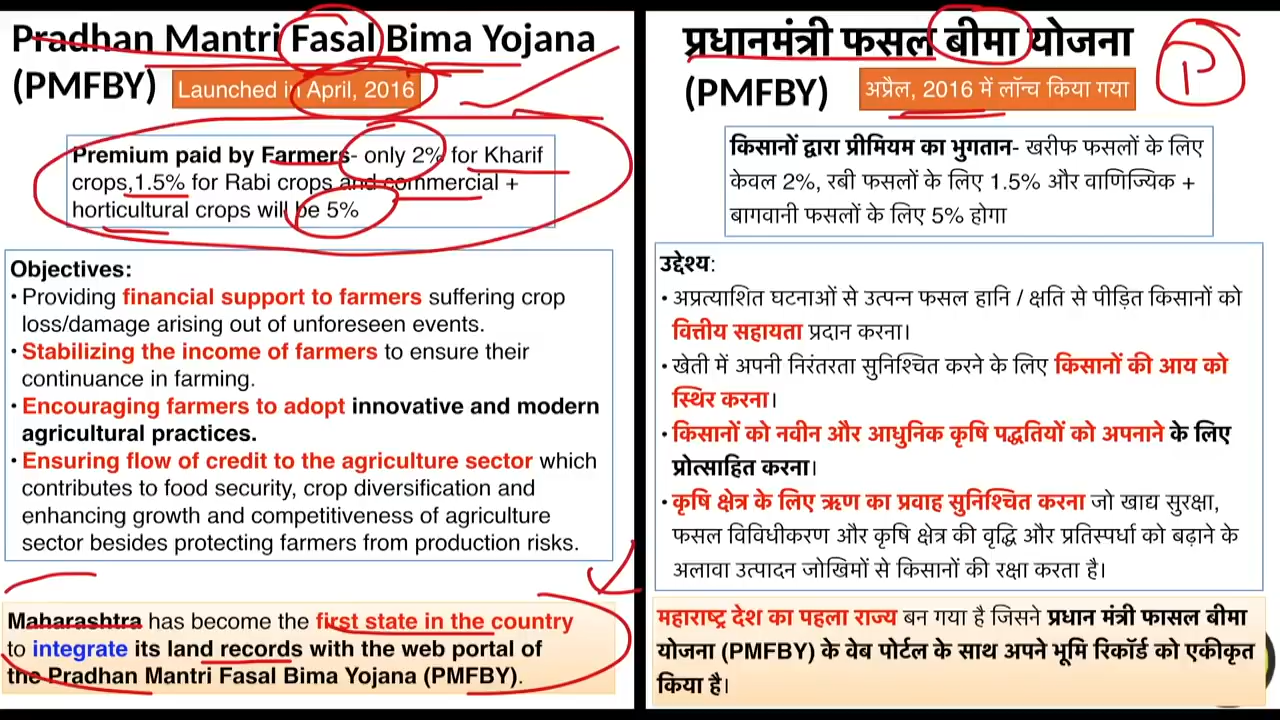 Pradhan Mantri Fasal Bima Yojana
(PMFBY) Launched in April, 2016
Premium paid by Farmers- only 2% for Kharif
crops,1.5% for Rabi crops and commercial +
horticultural crops will be 5%
Objectives:
• Providing financial support to farmers suffering crop
loss/damage arising out of unforeseen events.
• Stabilizing the income of farmers to ensure their
continuance in farming.
• Encouraging farmers to adopt innovative and modern
agricultural practices.
• Ensuring flow of credit to the agriculture sector which
contributes to food security, crop diversification and
enhancing growth and competitiveness of agriculture
sector besides protecting farmers from production risks.
Maharashtra has become the first state in the country
to integrate its land records with the web portal of
the Pradhan Mantri Fasal Bima Yojana (PMFBY).
प्रधानमंत्री फसल बीमा योजना
(PMFBY) अप्रैल, 2016 में लॉन्च किया गया
P
किसानों द्वारा प्रीमियम का भुगतान- खरीफ फसलों के लिए
केवल 2%, रबी फसलों के लिए 1.5% और वाणिज्यिक +
बागवानी फसलों के लिए 5% होगा
उद्देश्य:
• अप्रत्याशित घटनाओं से उत्पन्न फसल हानि / क्षति से पीड़ित किसानों को
वित्तीय सहायता प्रदान करना।
• खेती में अपनी निरंतरता सुनिश्चित करने के लिए किसानों की आय को
स्थिर करना।
• किसानों को नवीन और आधुनिक कृषि पद्धतियों को अपनाने के लिए
प्रोत्साहित करना।
• कृषि क्षेत्र के लिए ऋण का प्रवाह सुनिश्चित करना जो खाद्य सुरक्षा,
फसल विविधीकरण और कृषि क्षेत्र की वृद्धि और प्रतिस्पर्धा को बढ़ाने के
अलावा उत्पादन जोखिमों से किसानों की रक्षा करता है।
महाराष्ट्र देश का पहला राज्य बन गया है जिसने प्रधान मंत्री फासल बीमा
योजना (PMFBY) के वेब पोर्टल के साथ अपने भूमि रिकॉर्ड को एकीकृत
किया है।